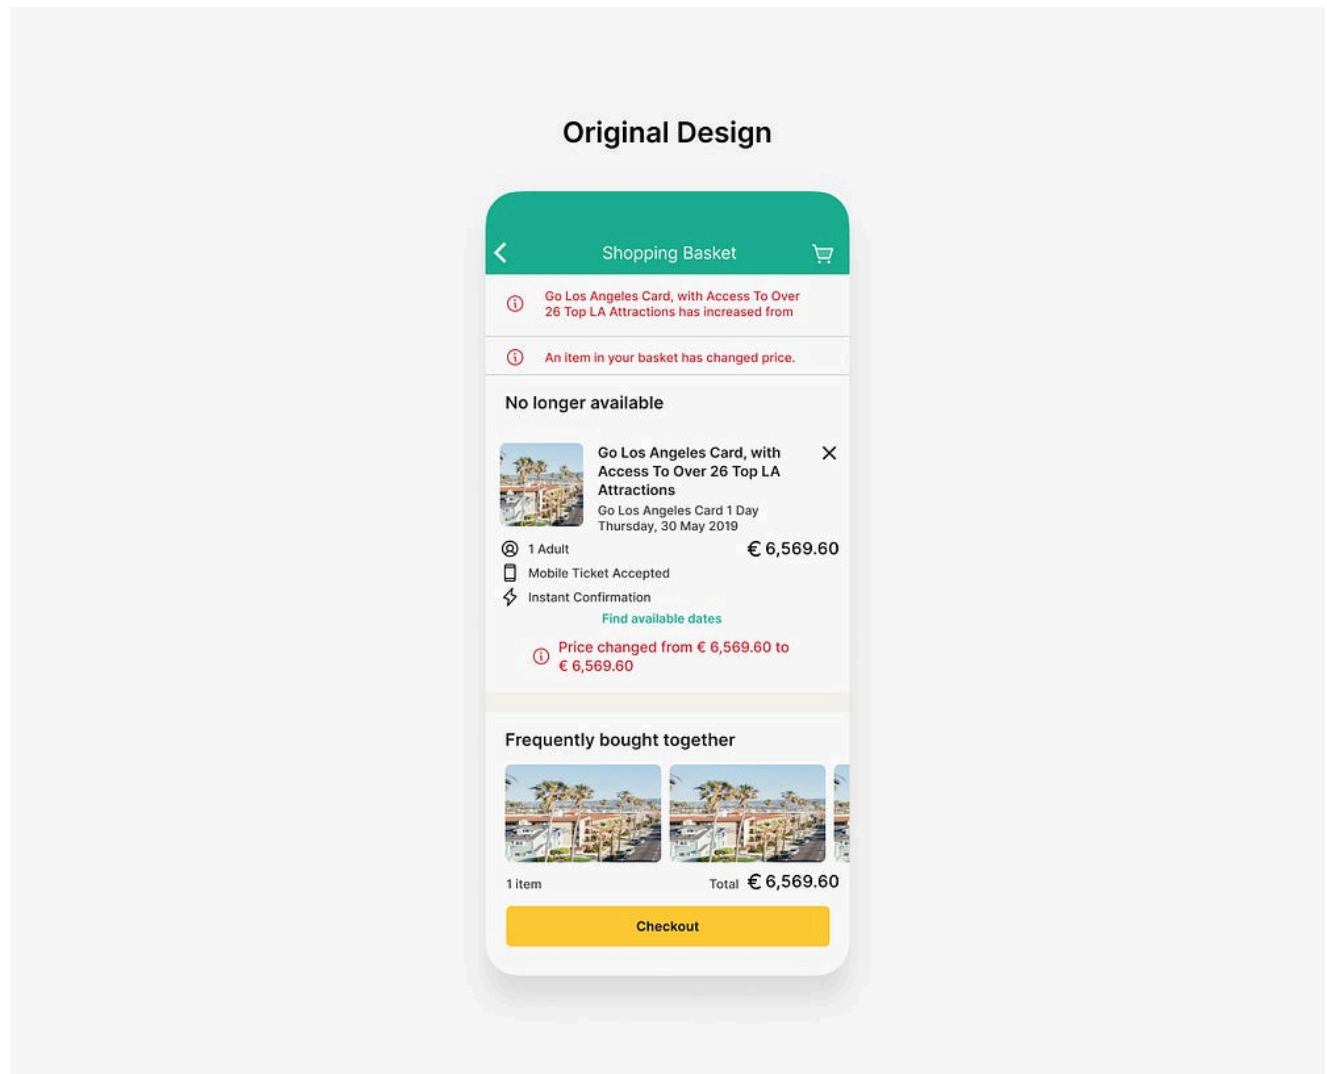 Original Design
Shopping Basket
Go Los Angeles Card, with Access To Over
26 Top LA Attractions has increased from
An item in your basket has changed price.
No longer available
Go Los Angeles Card, with
Access To Over 26 Top LA
Attractions
Go Los Angeles Card 1 Day
Thursday, 30 May 2019
1 Adult
€ 6,569.60
Mobile Ticket Accepted
Instant Confirmation
Find available dates
Price changed from € 6,569.60 to
€ 6,569.60
Frequently bought together
1 item
Total € 6,569.60
Checkout